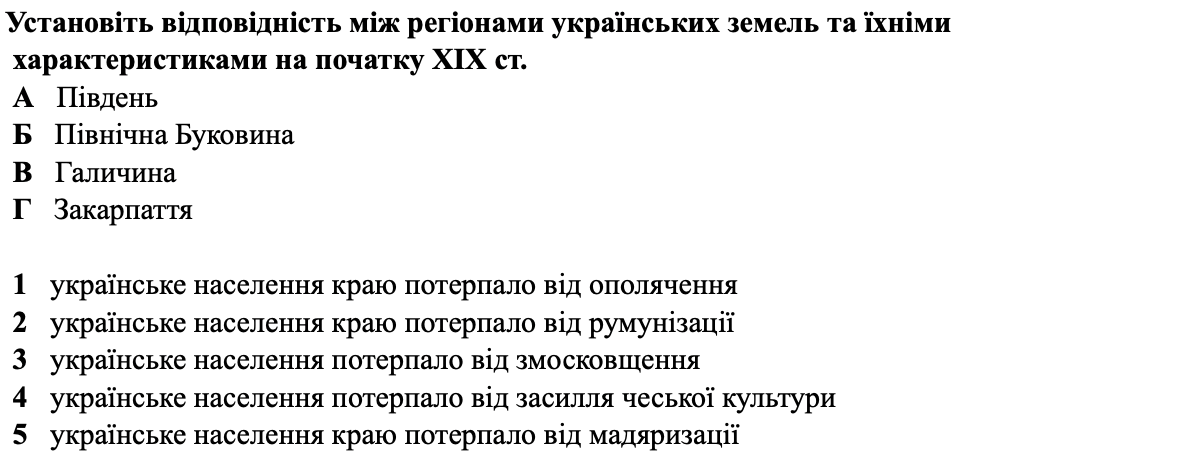 Установіть відповідність між регіонами українських земель та їхніми
характеристиками на початку XIX ст.
А Південь
Б Північна Буковина
В Галичина
Г Закарпаття
1 українське населення краю потерпало від ополячення
2 українське населення краю потерпало від румунізації
3 українське населення потерпало від змосковщення
4 українське населення потерпало від засилля чеської культури
5 українське населення краю потерпало від мадяризації